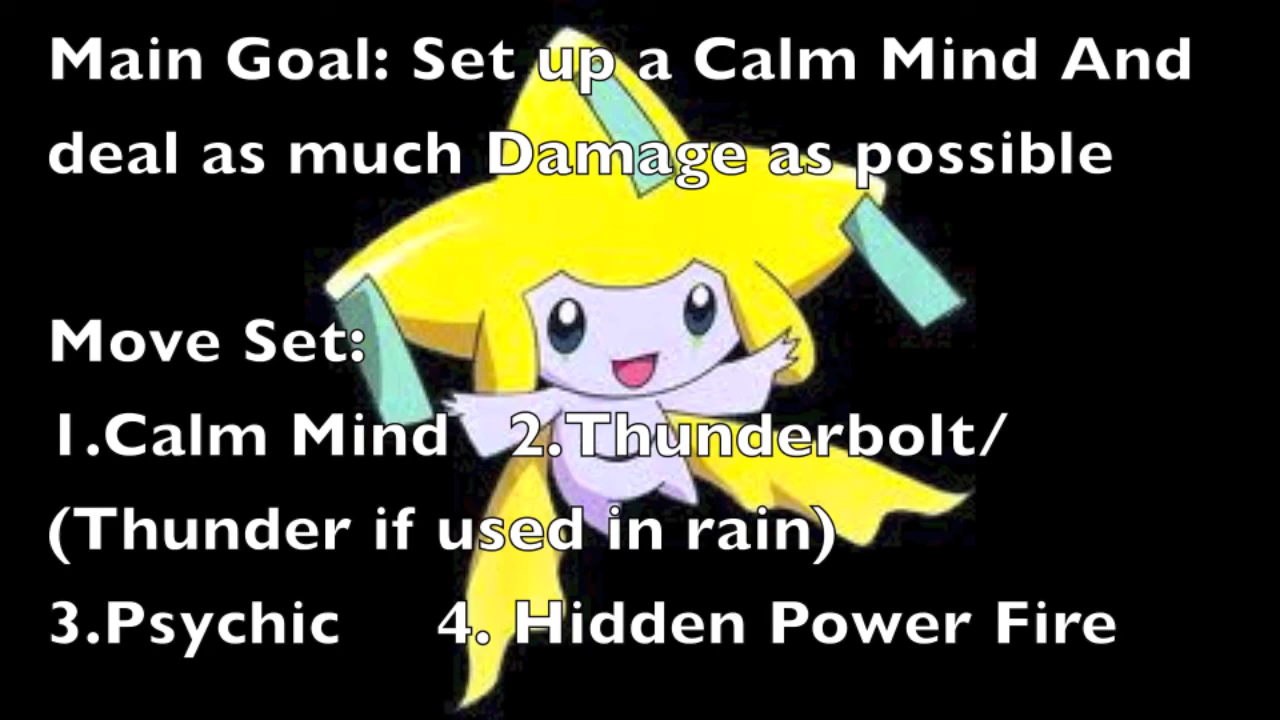 Main Goal: Set up a Calm Mind And
deal as much Damage as possible
Move Set:
1.Calm Mind 2.Thunderbolt/
(Thunder if used in rain)
3.Psychic 4. Hidden Power Fire